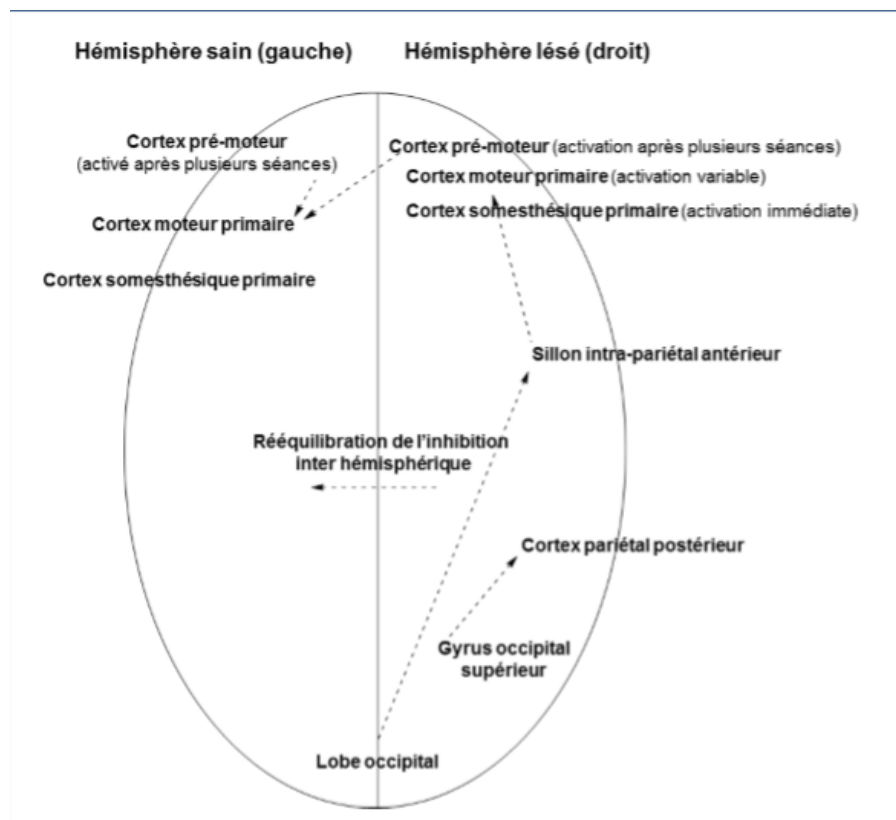 Hémisphère sain (gauche)
Hémisphère lésé (droit)
Cortex pré-moteur
(activé après plusieurs séances)
Cortex moteur primaire
Cortex somesthésique primaire
Cortex pré-moteur (activation après plusieurs séances)
Cortex moteur primaire (activation variable)
Cortex somesthésique primaire (activation immédiate)
Sillon intra-pariétal antérieur
Rééquilibration de l'inhibition
inter hémisphérique
Cortex pariétal postérieur
Gyrus occipital
supérieur
Lobe occipital